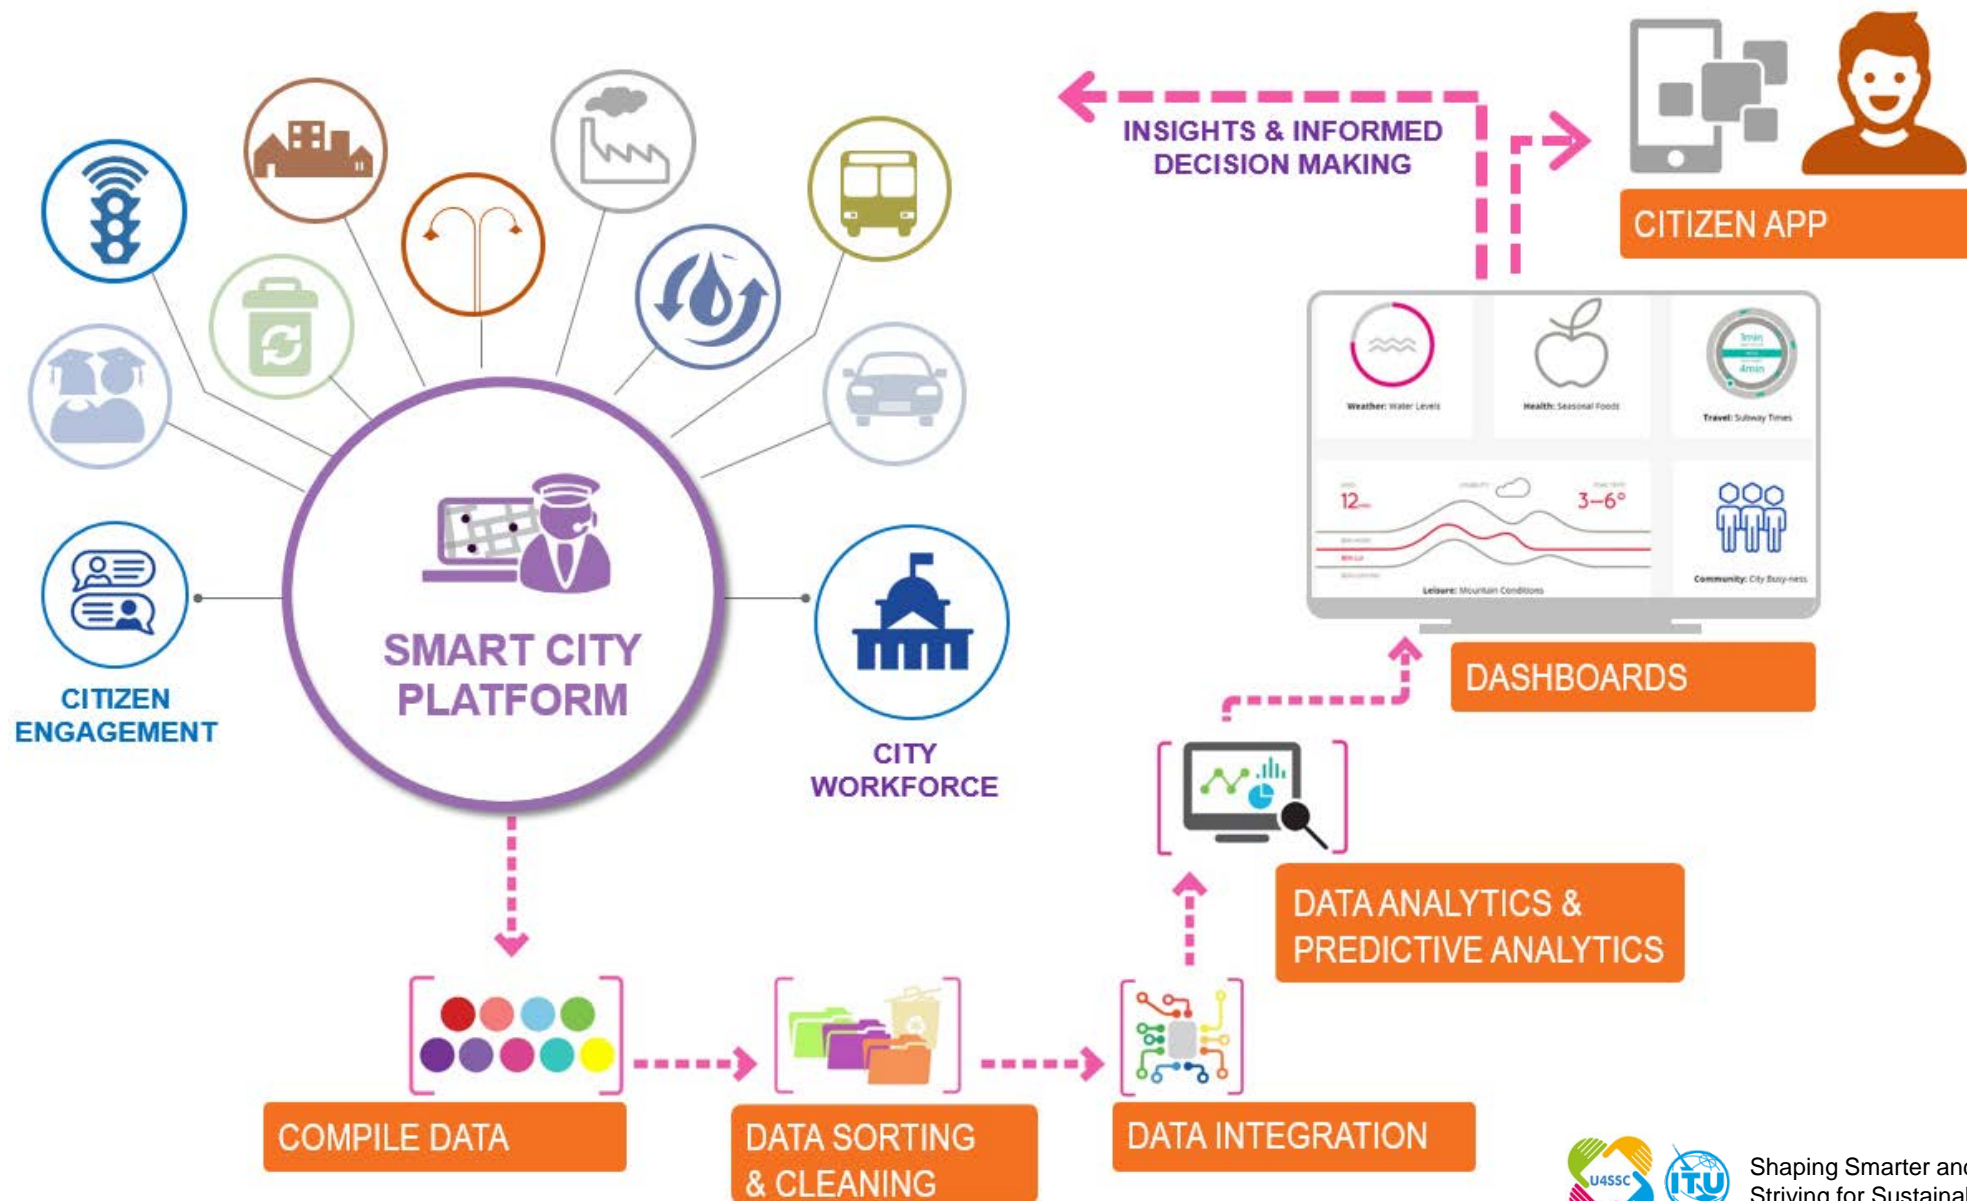 INSIGHTS & INFORMED
DECISION MAKING
CITIZEN APP
Weather: Water Levels
Health: Seasonal Foods
3min
4min
Travel: Subway Times
12
3–6°
Leisure: Mountain Conditions
Community: City Busy-ness
DASHBOARDS
SMART CITY
PLATFORM
CITIZEN
ENGAGEMENT
CITY
WORKFORCE
DATA ANALYTICS &
PREDICTIVE ANALYTICS
COMPILE DATA
DATA SORTING
& CLEANING
DATA INTEGRATION
U4SSC
ITU
Shaping Smarter and
Striving for Sustainal